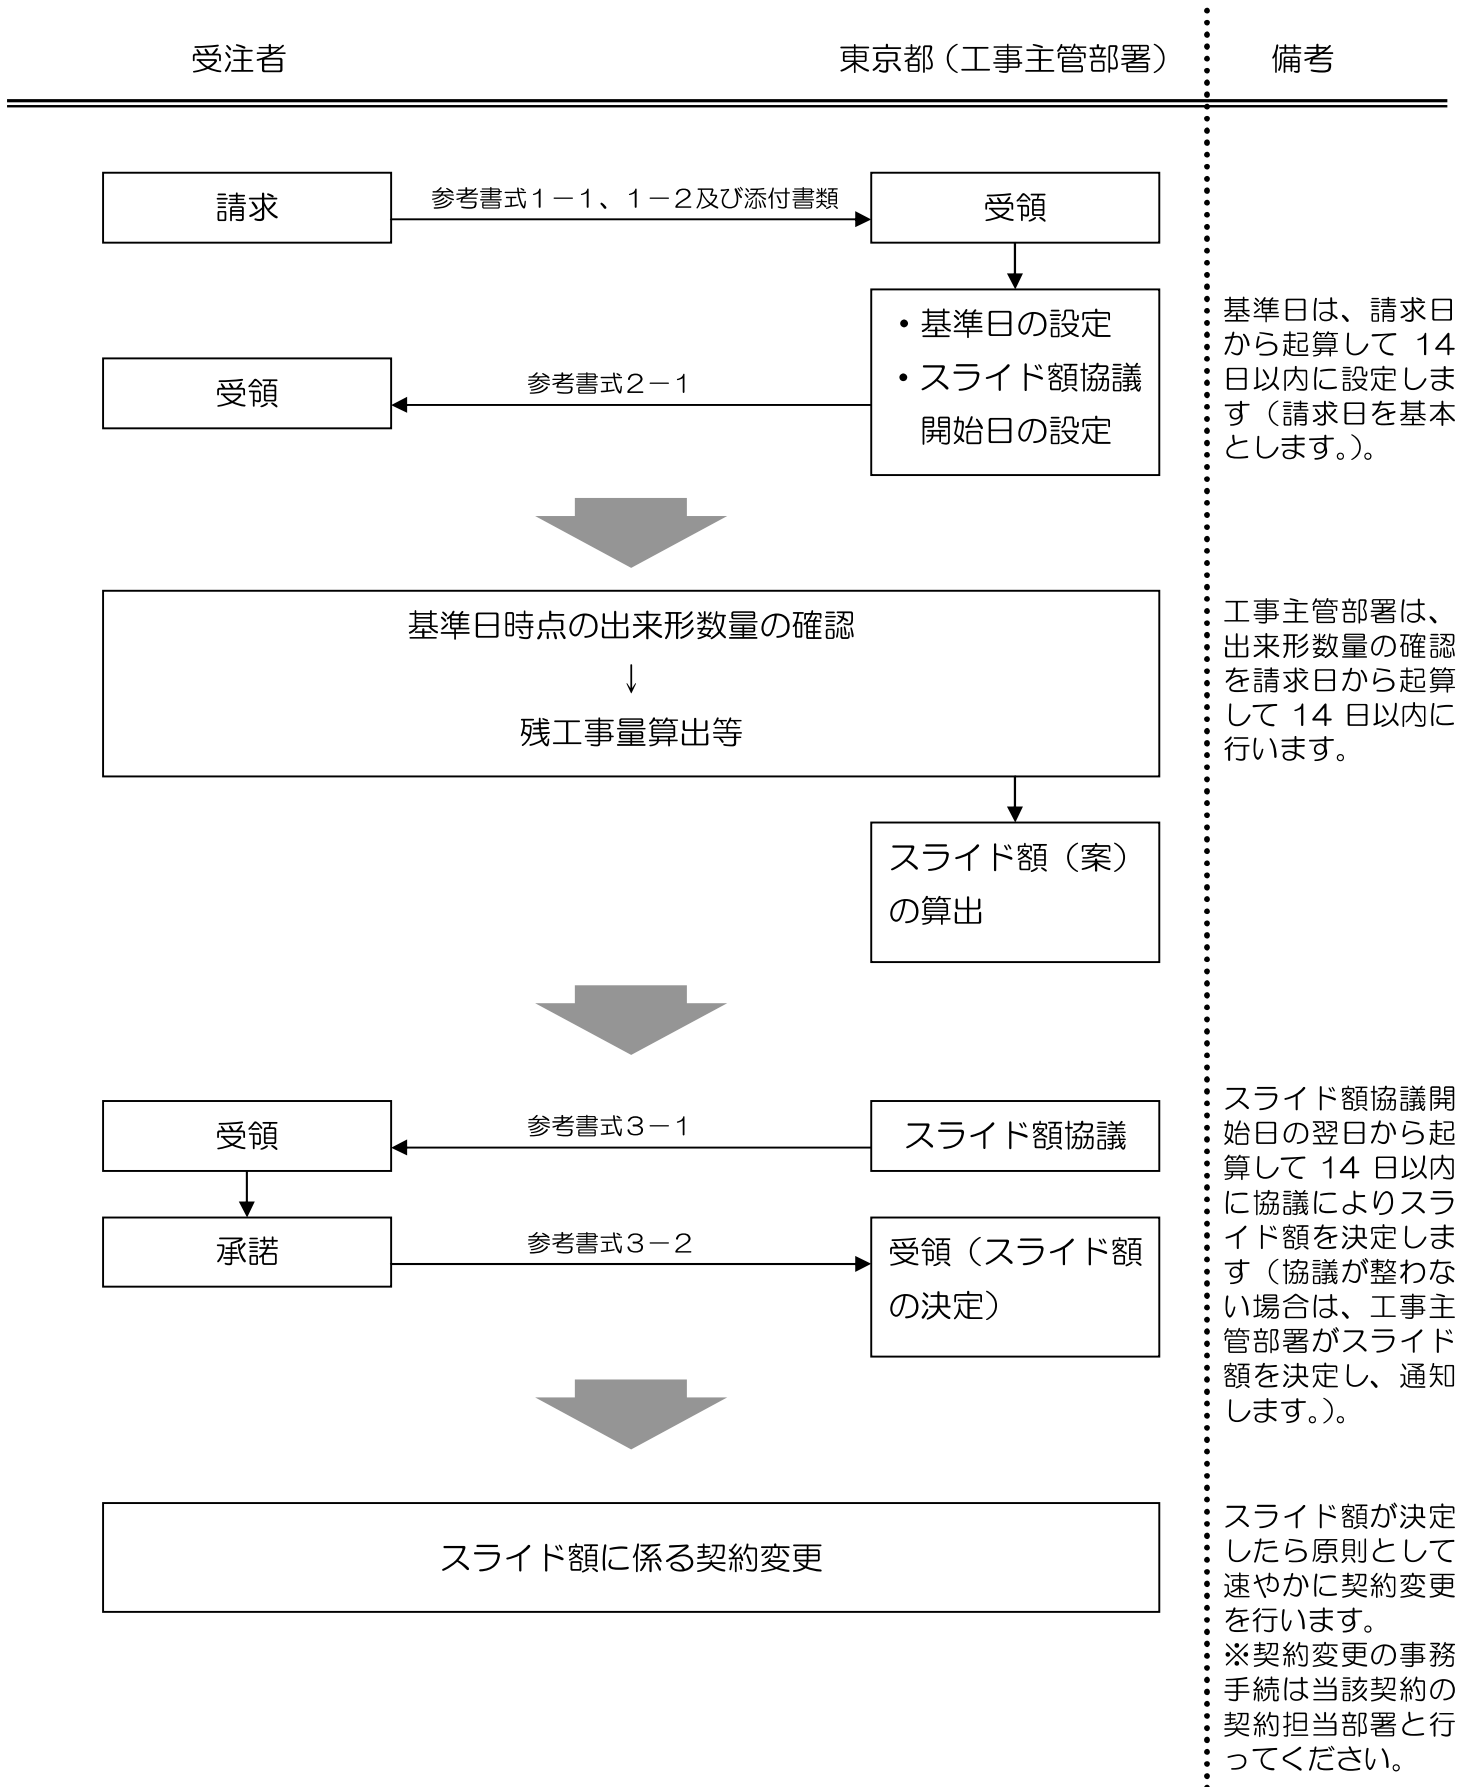 受注者
東京都（工事主管部署）
備考
請求
参考書式１－１、１－２及び添付書類
受領
・基準日の設定
・スライド額協議
開始日の設定
受領
参考書式２－１
基準日は、請求日
から起算して 14
日以内に設定しま
す（請求日を基本
とします。）。
基準日時点の出来形数量の確認
↓
残工事量算出等
工事主管部署は、
出来形数量の確認
を請求日から起算
して 14 日以内に
行います。
スライド額（案）
の算出
受領
参考書式３－１
スライド額協議
承諾
参考書式３－２
受領（スライド額
の決定）
スライド額協議開
始日の翌日から起
算して 14 日以内
に協議によりスラ
イド額を決定しま
す（協議が整わな
い場合は、工事主
管部署がスライド
額を決定し、通知
します。）。
スライド額に係る契約変更
スライド額が決定
したら原則として
速やかに契約変更
を行います。
※契約変更の事務
手続は当該契約の
契約担当部署と行
ってください。